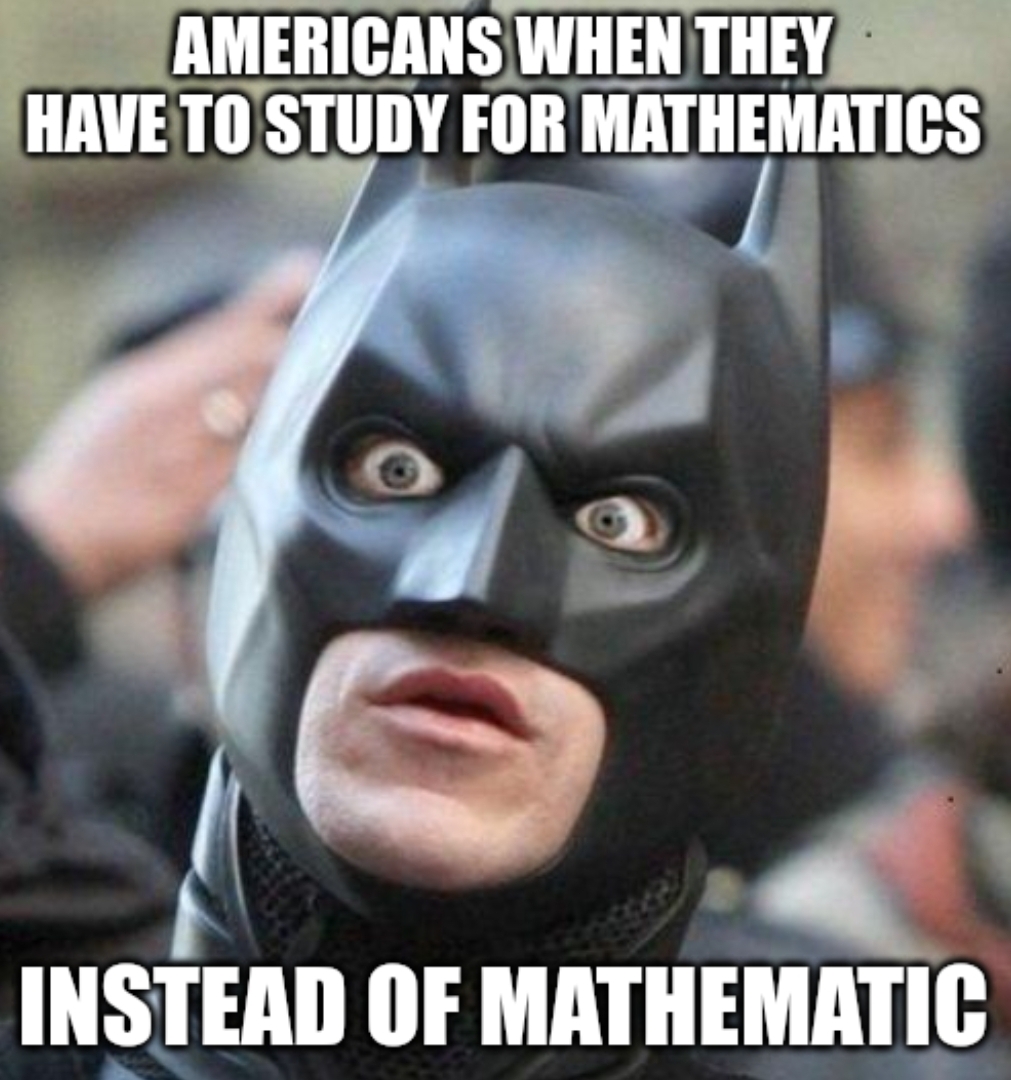 AMERICANS WHEN THEY
HAVE TO STUDY FOR MATHEMATICS
INSTEAD OF MATHEMATIC